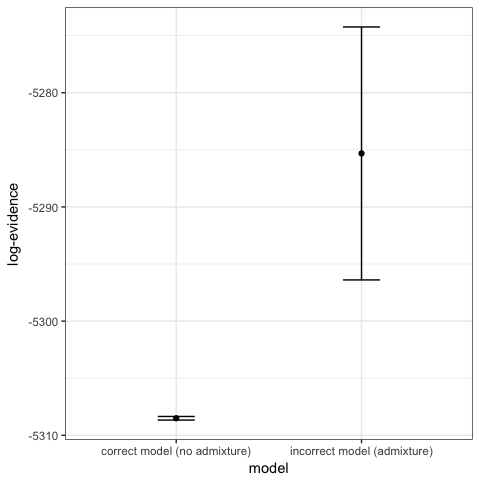 log-evidence
-5280
-5290
-5300
-5310
correct model (no admixture)
incorrect model (admixture)
model